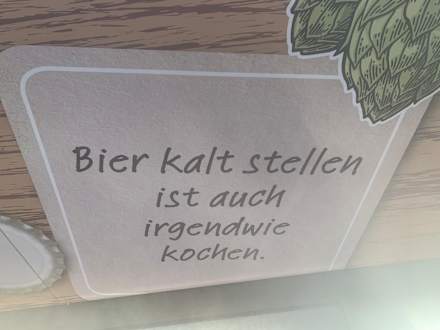 Bier kalt stellen
ist auch
irgendwie
kochen.